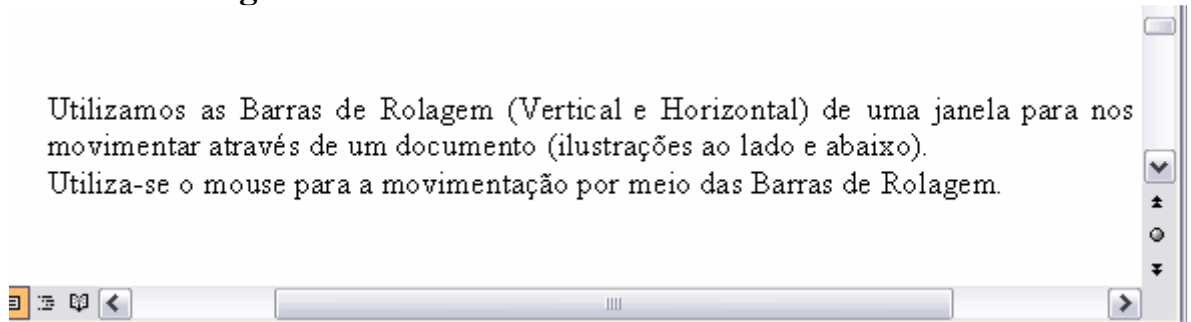 Utilizamos as Barras de Rolagem (Vertical e Horizontal) de uma janela para nos
movimentar através de um documento (ilustrações ao lado e abaixo).
Utiliza-se o mouse para a movimentação por meio das Barras de Rolagem.